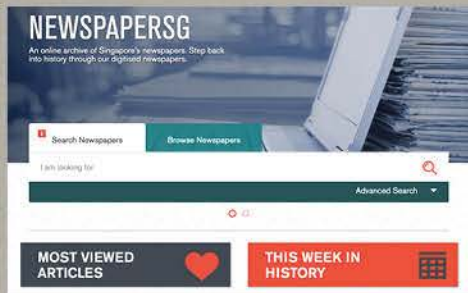 NEWSPAPERSG
An online archive of Singapore's newspapers. Step back
into history through our digitised newspapers.
Search Newspapers
Browse Newspapers
I am looking for
Advanced Search
MOST VIEWED
ARTICLES
THIS WEEK IN
HISTORY